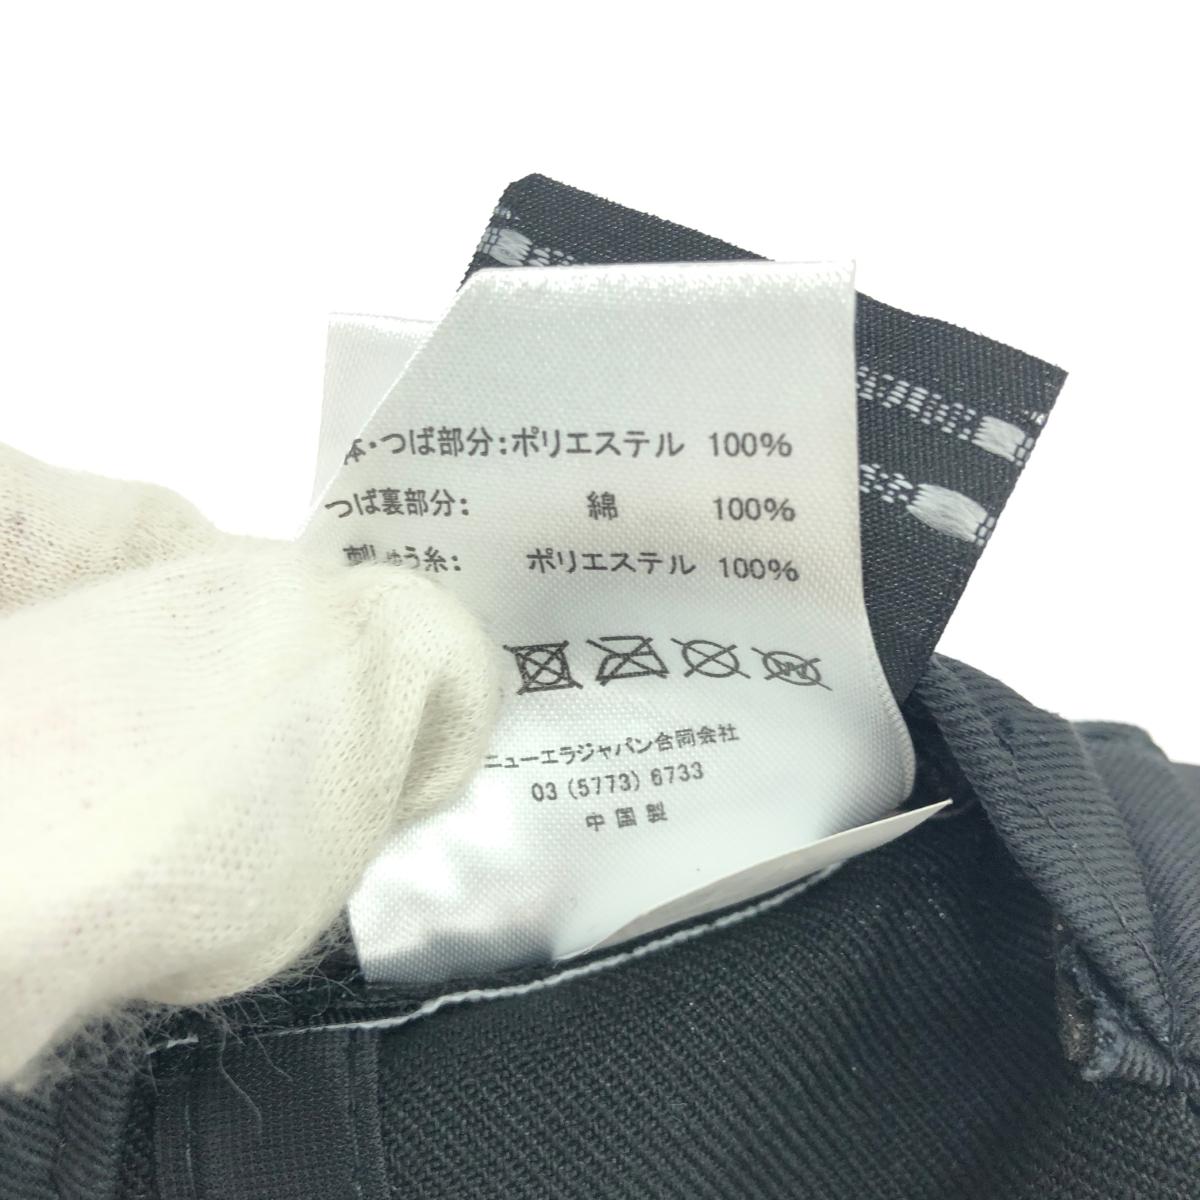 体・つば部分:ポリエステル 100%
つば裏部分: 綿 100%
刺しゅう糸: ポリエステル 100%
ニューエラジャパン合同会社
03 (5773) 6733
中国製